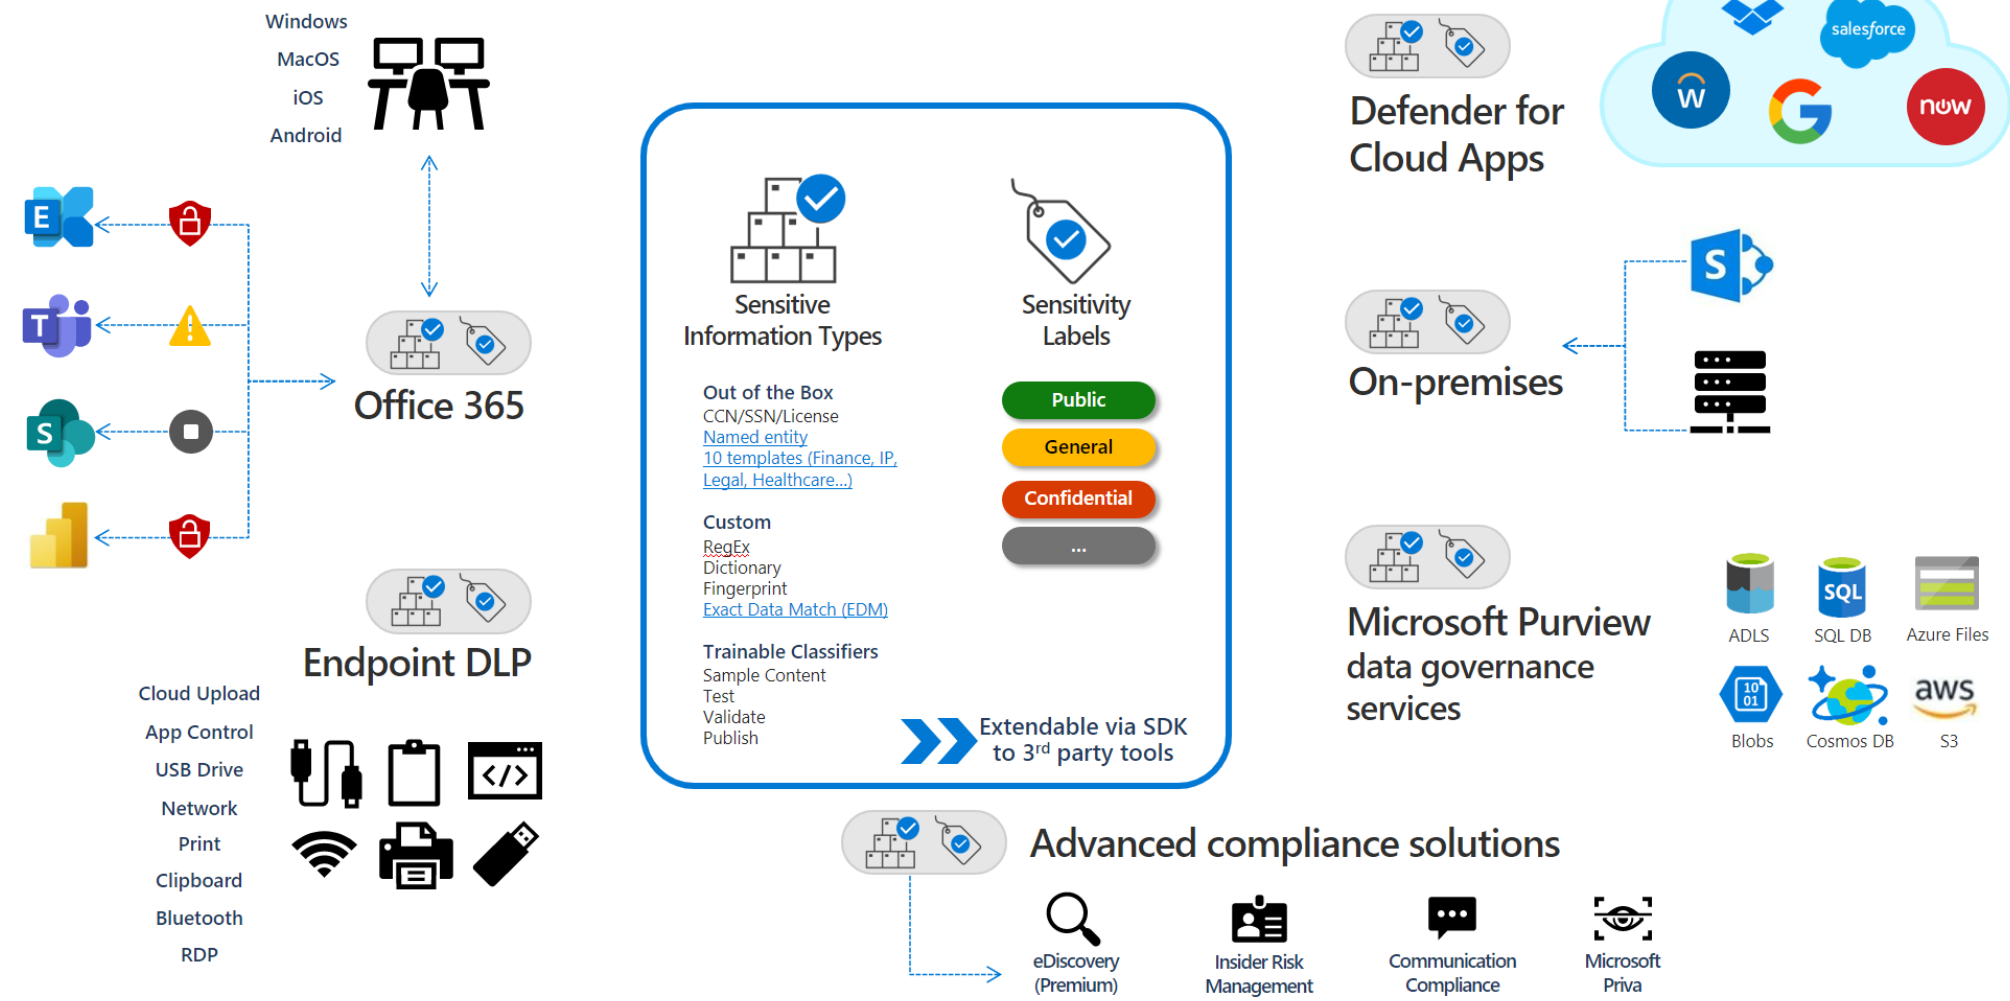 Windows
MacOS
iOS
Android
E
T
S
Office 365
Endpoint DLP
Cloud Upload
App Control
USB Drive
Network
Print
Clipboard
Bluetooth
RDP
</>
Sensitive
Information Types
Out of the Box
CCN/SSN/License
Named entity
10 templates (Finance, IP,
Legal, Healthcare...)
Custom
RegEx
Dictionary
Fingerprint
Exact Data Match (EDM)
Trainable Classifiers
Sample Content
Test
Validate
Publish
Sensitivity
Labels
Public
General
Confidential
...
Extendable via SDK
to 3rd party tools
Defender for
Cloud Apps
salesforce
W
G
now
On-premises
S
Microsoft Purview
data governance
services
ADLS
SQL
SQL DB
Azure Files
10
01
Blobs
Cosmos DB
aws
S3
Advanced compliance solutions
eDiscovery
(Premium)
Insider Risk
Management
Communication
Compliance
Microsoft
Priva